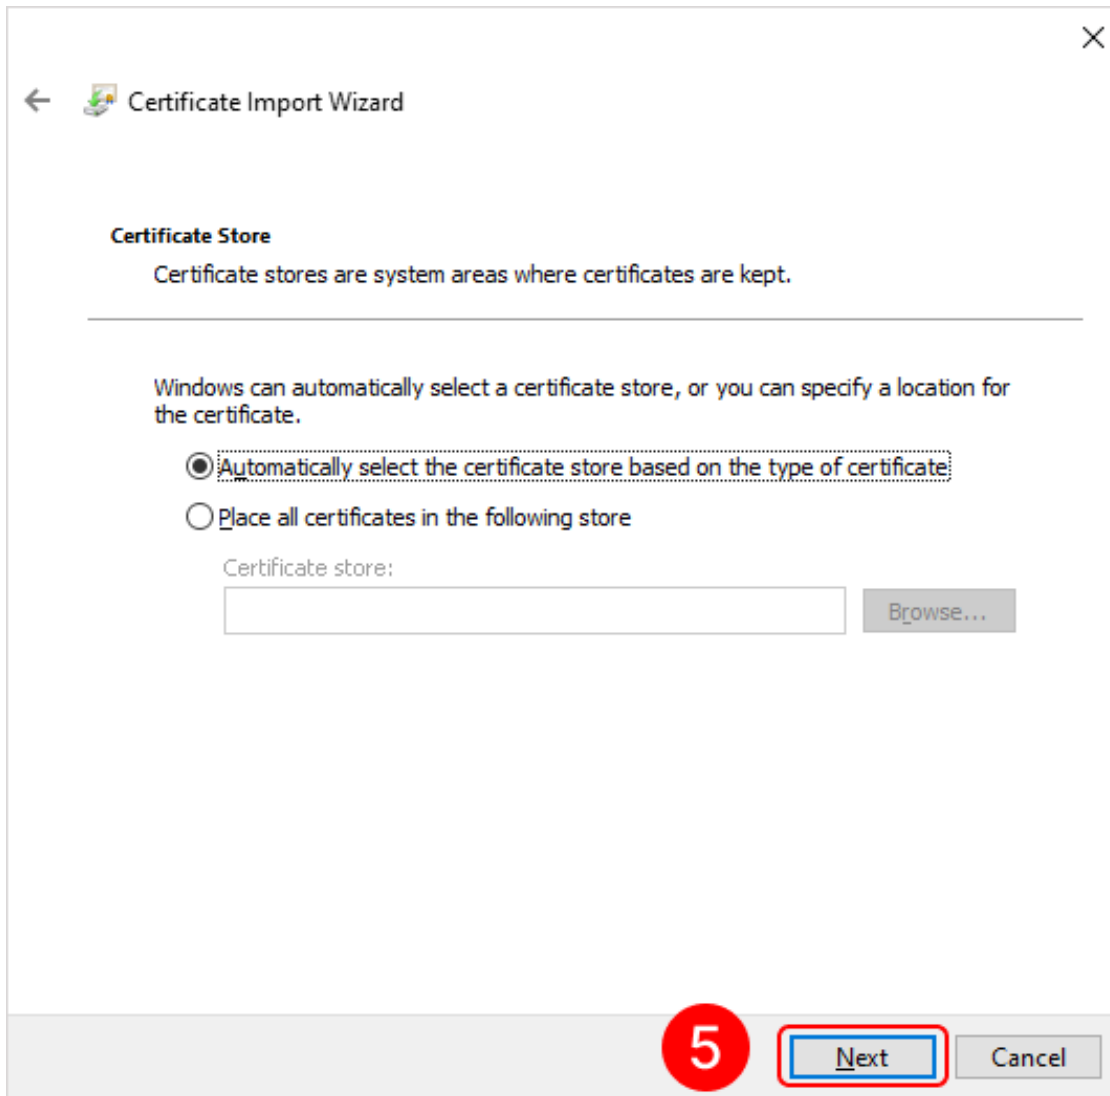 Certificate Import Wizard
Certificate Store
Certificate stores are system areas where certificates are kept.
Windows can automatically select a certificate store, or you can specify a location for
the certificate.
Automatically select the certificate store based on the type of certificate
Place all certificates in the following store
Certificate store:
Browse...
5
Next
Cancel